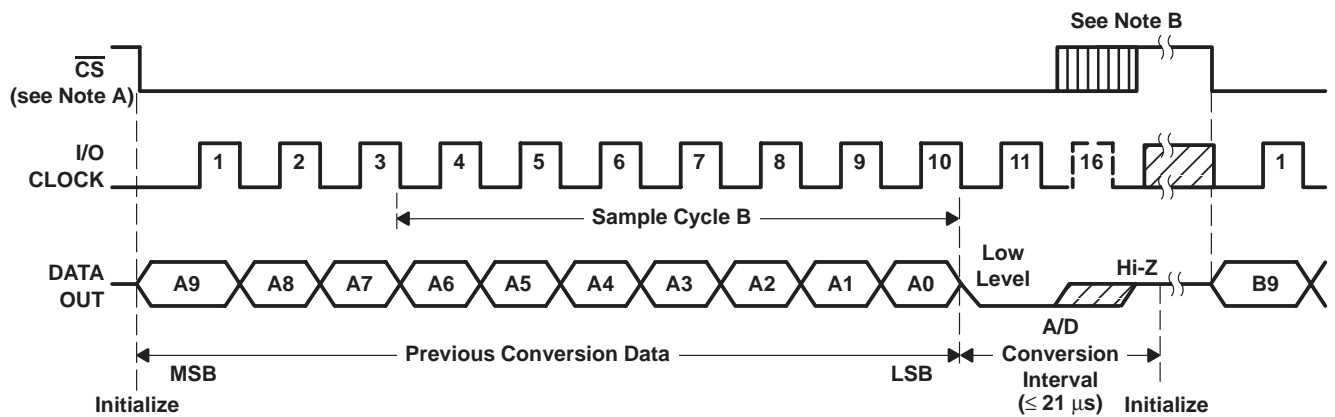 See Note B
CS
(see Note A)
I/O
CLOCK
1 2 3 4 5 6 7 8 9 10 11 16 1
Sample Cycle B
DATA
OUT
A9 A8 A7 A6 A5 A4 A3 A2 A1 A0
Low
Level
Hi-Z
B9
Previous Conversion Data
MSB
LSB
A/D
Conversion
Interval
(≤ 21 μs)
Initialize
Initialize